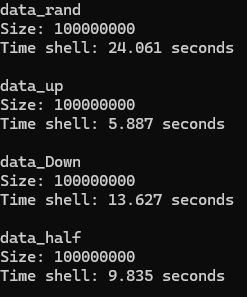 data_rand
Size: 100000000
Time shell: 24.061 seconds
data_up
Size: 100000000
Time shell: 5.887 seconds
data_Down
Size: 100000000
Time shell: 13.627 seconds
data_half
Size: 100000000
Time shell: 9.835 seconds